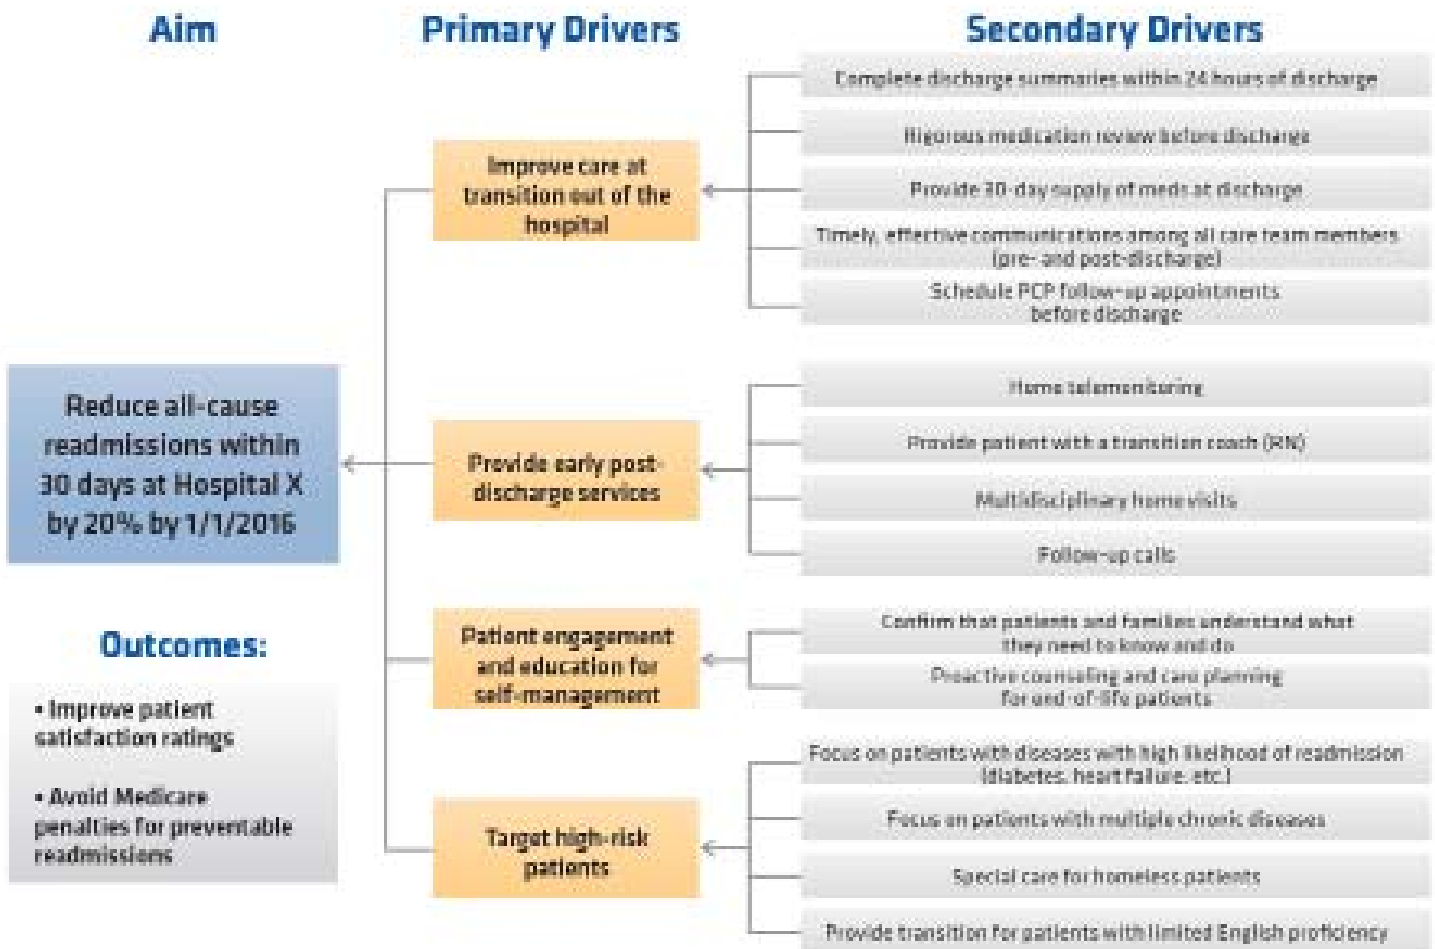 Aim
Primary Drivers
Secondary Drivers
Reduce all-cause
readmissions within
30 days at Hospital X
by 20% by 1/1/2016
Outcomes:
• Improve patient
satisfaction ratings
• Avoid Medicare
penalties for preventable
readmissions
Improve care at
transition out of the
hospital
Complete discharge summaries within 24 hours of discharge
Rigorous medication review before discharge
Provide 30-day supply of meds at discharge
Timely, effective communications among all care team members
(pre- and post-discharge)
Schedule PCP follow-up appointments
before discharge
Provide early post-
discharge services
Home telemonitoring
Provide patient with a transition coach (RN)
Multidisciplinary home visits
Follow-up calls
Patient engagement
and education for
self-management
Confirm that patients and families understand what
they need to know and do
Proactive counseling and care planning
for end-of-life patients
Target high-risk
patients
Focus on patients with diseases with high likelihood of readmission
(diabetes, heart failure, etc.)
Focus on patients with multiple chronic diseases
Special care for homeless patients
Provide transition for patients with limited English proficiency